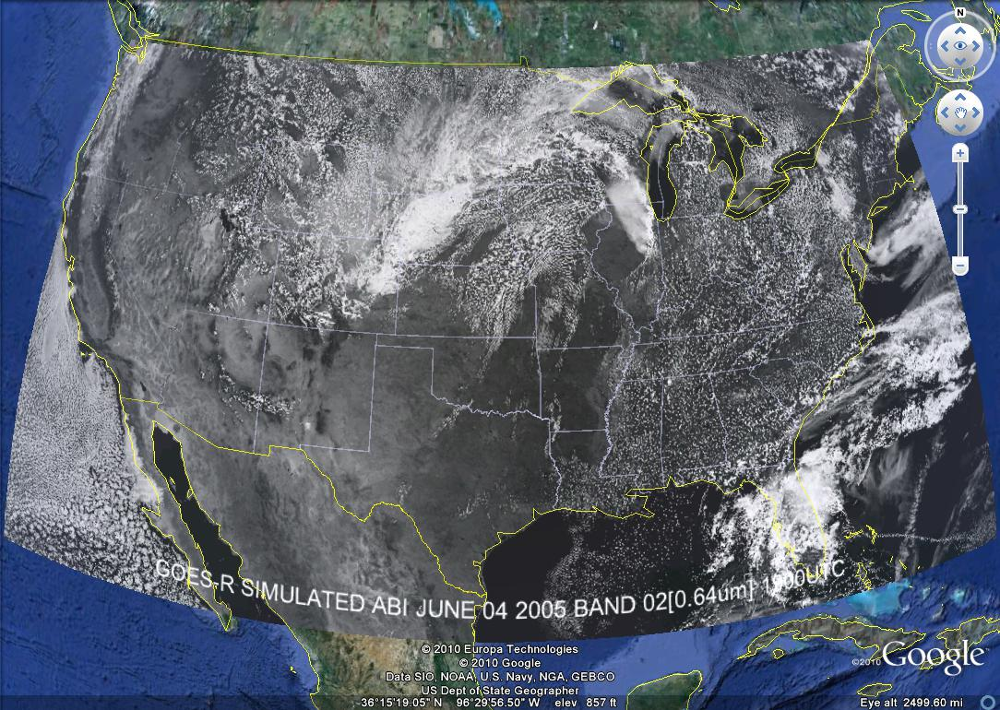 N
GOES-R SIMULATED ABI JUNE 04 2005 BAND 02[0.64um] 1900UTC
© 2010 Europa Technologies
© 2010 Google
Data SIO, NOAA, U.S. Navy, NGA, GEBCO
US Dept of State Geographer
©2010 Google
36°15'19.05" N 96°29'56.50" W elev 857 ft
Eye alt 2499.60 mi